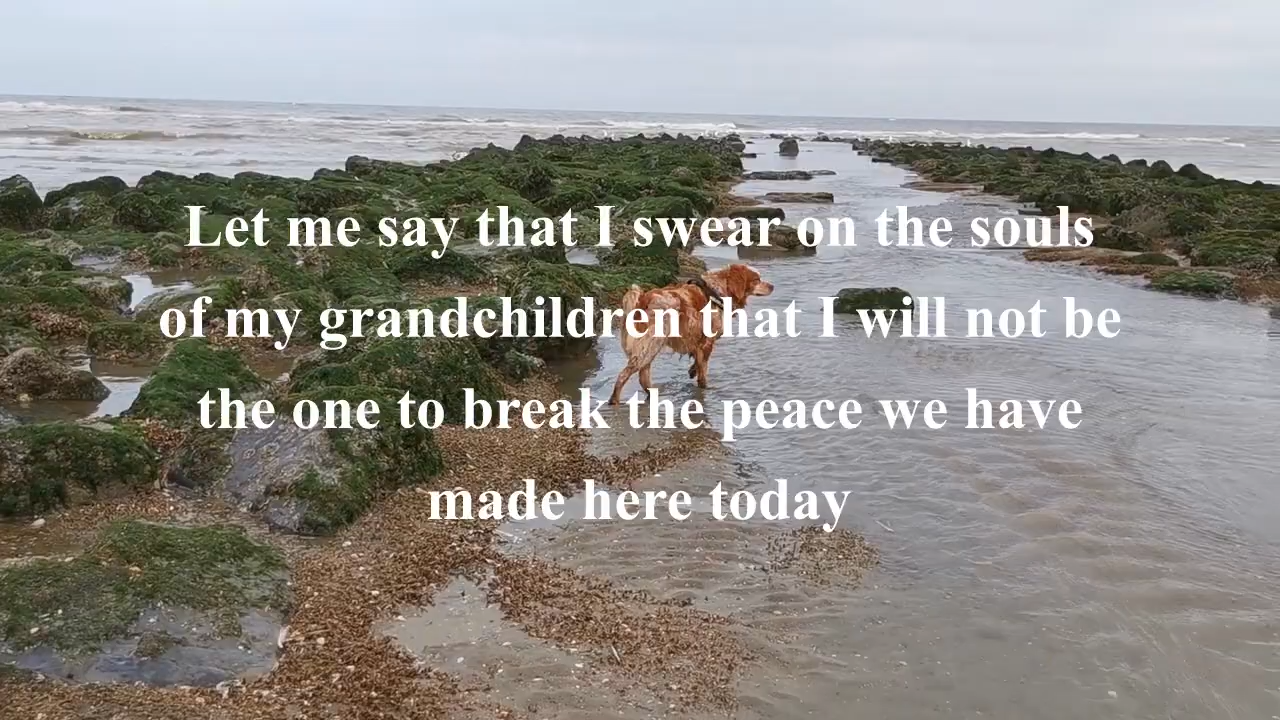 Let me say that I swear on the souls
of my grandchildren that I will not be
the one to break the peace we have
made here today